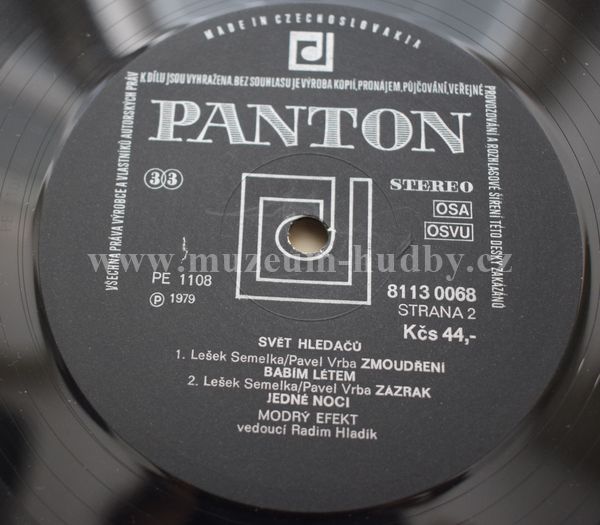 MADE IN CZECHOSLOVAKIA
VŠECHNA PRÁVA VÝROBCE A VLASTNÍKŮ AUTORSKÝCH PRÁV
K DÍLU JSOU VYHRAŽENA. BEZ SOUHLASU JE VÝROBA KOPIÍ, PRONÁJEM, PŮJČOVÁNÍ, VEŘEJNÉ
PROVOZOVÁNÍ A ROZHLASOVÉ ŠÍŘENÍ TÉTO DESKY ZAKÁZÁNO
PANTON
33
STEREO
OSA
OSVU
www.muzeum-hudby.cz
PE 1108
Ⓟ 1979
8113 0068
STRANA 2
Kčs 44,-
SVĚT HLEDAČŮ
1. Lešek Semelka/Pavel Vrba ZMOUDŘENÍ
BABÍM LÉTEM
2. Lešek Semelka/Pavel Vrba ZÁZRAK
JEDNÉ NOCI
MODRÝ EFEKT
vedoucí Radim Hladík